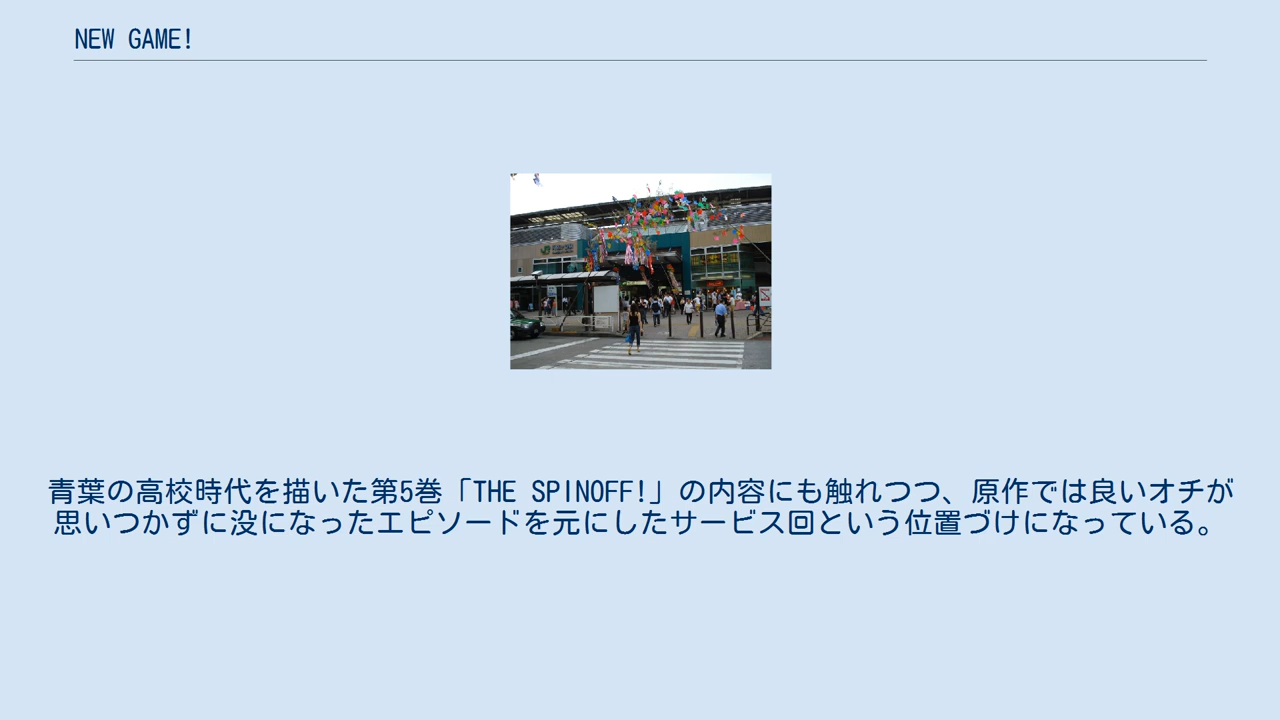 NEW GAME!
青葉の高校時代を描いた第5巻「THE SPINOFF!」の内容にも触れつつ、原作では良いオチが
思いつかずに没になったエピソードを元にしたサービス回という位置づけになっている。